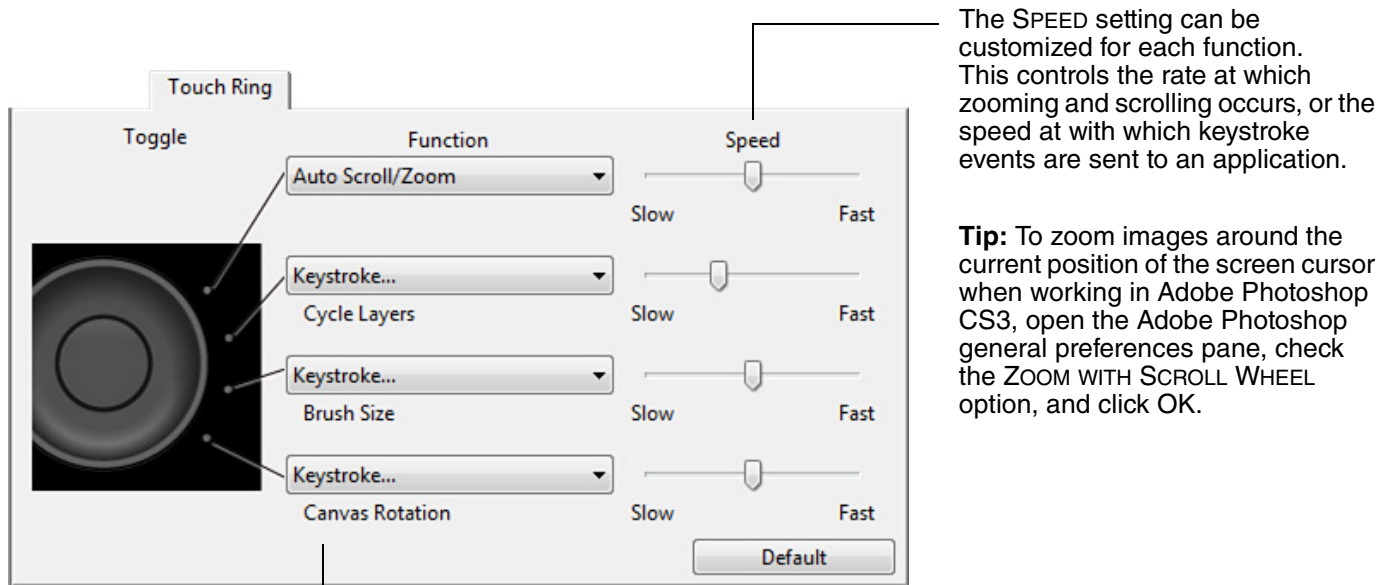 Touch Ring
Toggle
Function
Speed
Auto Scroll/Zoom
Slow
Fast
Keystroke...
Cycle Layers
Slow
Fast
Keystroke...
Brush Size
Slow
Fast
Keystroke...
Canvas Rotation
Slow
Fast
Default
The SPEED setting can be
customized for each function.
This controls the rate at which
zooming and scrolling occurs, or the
speed at with which keystroke
events are sent to an application.
Tip: To zoom images around the
current position of the screen cursor
when working in Adobe Photoshop
CS3, open the Adobe Photoshop
general preferences pane, check
the ZOOM WITH SCROLL WHEEL
option, and click OK.